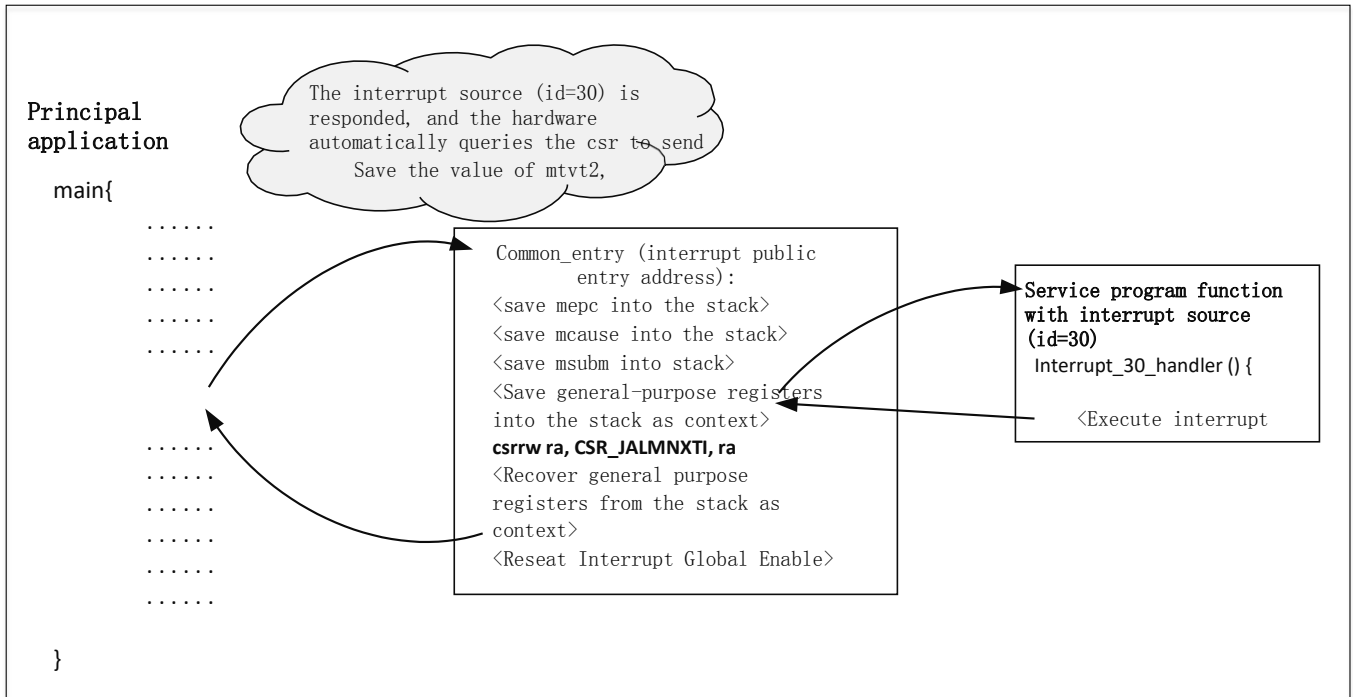 The interrupt source (id=30) is
responded, and the hardware
automatically queries the csr to send
Save the value of mtvt2,
Principal
application
main{
......
......
......
......
......
......
......
......
......
......
......
}
Common_entry (interrupt public
entry address):
<save mepc into the stack>
<save mcause into the stack>
<save msubm into stack>
<Save general-purpose registers
into the stack as context>
csrrw ra, CSR_JALMNXTI, ra
<Recover general purpose
registers from the stack as
context>
<Reseat Interrupt Global Enable>
Service program function
with interrupt source
(id=30)
Interrupt_30_handler () {
<Execute interrupt